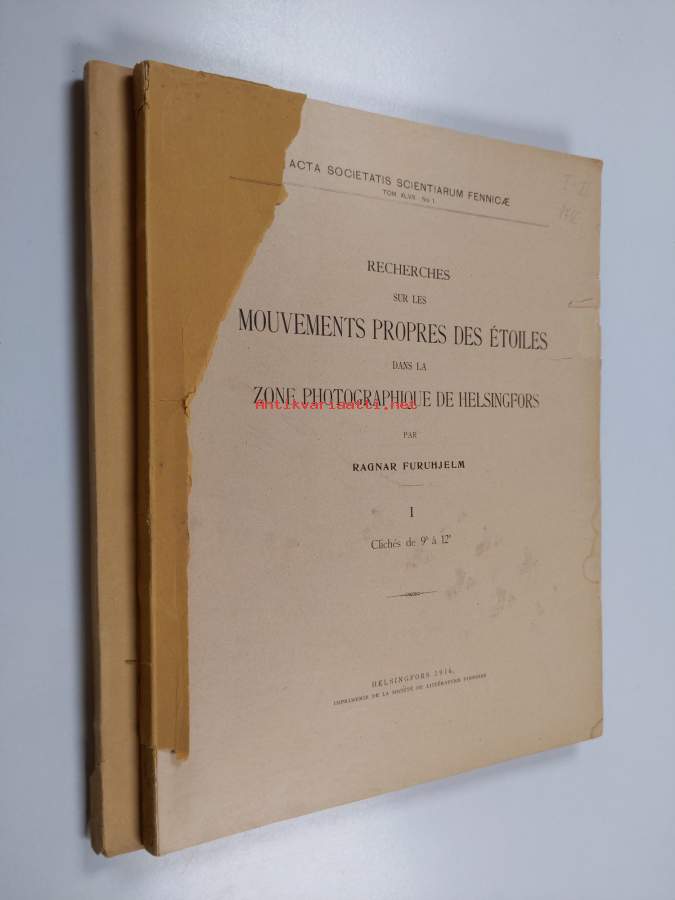 ACTA SOCIETATIS SCIENTIARUM FENNICÆ
TOM. XLVII. No 1.
RECHERCHES
SUR LES
MOUVEMENTS PROPRES DES ÉTOILES
DANS LA
ZONE PHOTOGRAPHIQUE DE HELSINGFORS
Antikvariaatti.net
PAR
RAGNAR FURUHJELM
I
Clichés de 9ʰ à 12ʰ
HELSINGFORS 1916,
IMPRIMERIE DE LA SOCIÉTÉ DE LITTÉRATURE FINNOISE
I-II